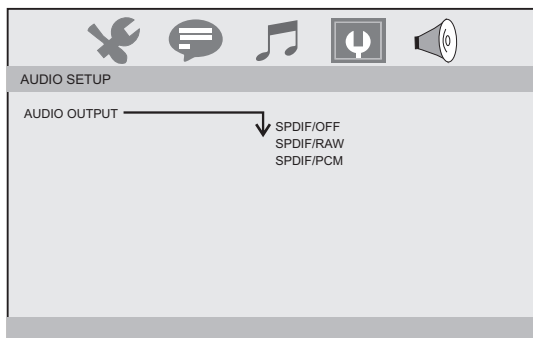 AUDIO SETUP
AUDIO OUTPUT
SPDIF/OFF
SPDIF/RAW
SPDIF/PCM